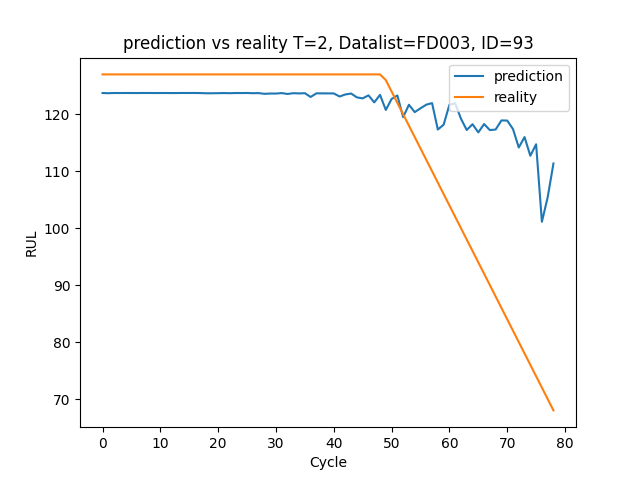 prediction vs reality T=2, Datalist=FD003, ID=93
prediction
reality
120
110
100
90
80
70
RUL
0 10 20 30 40 50 60 70 80
Cycle